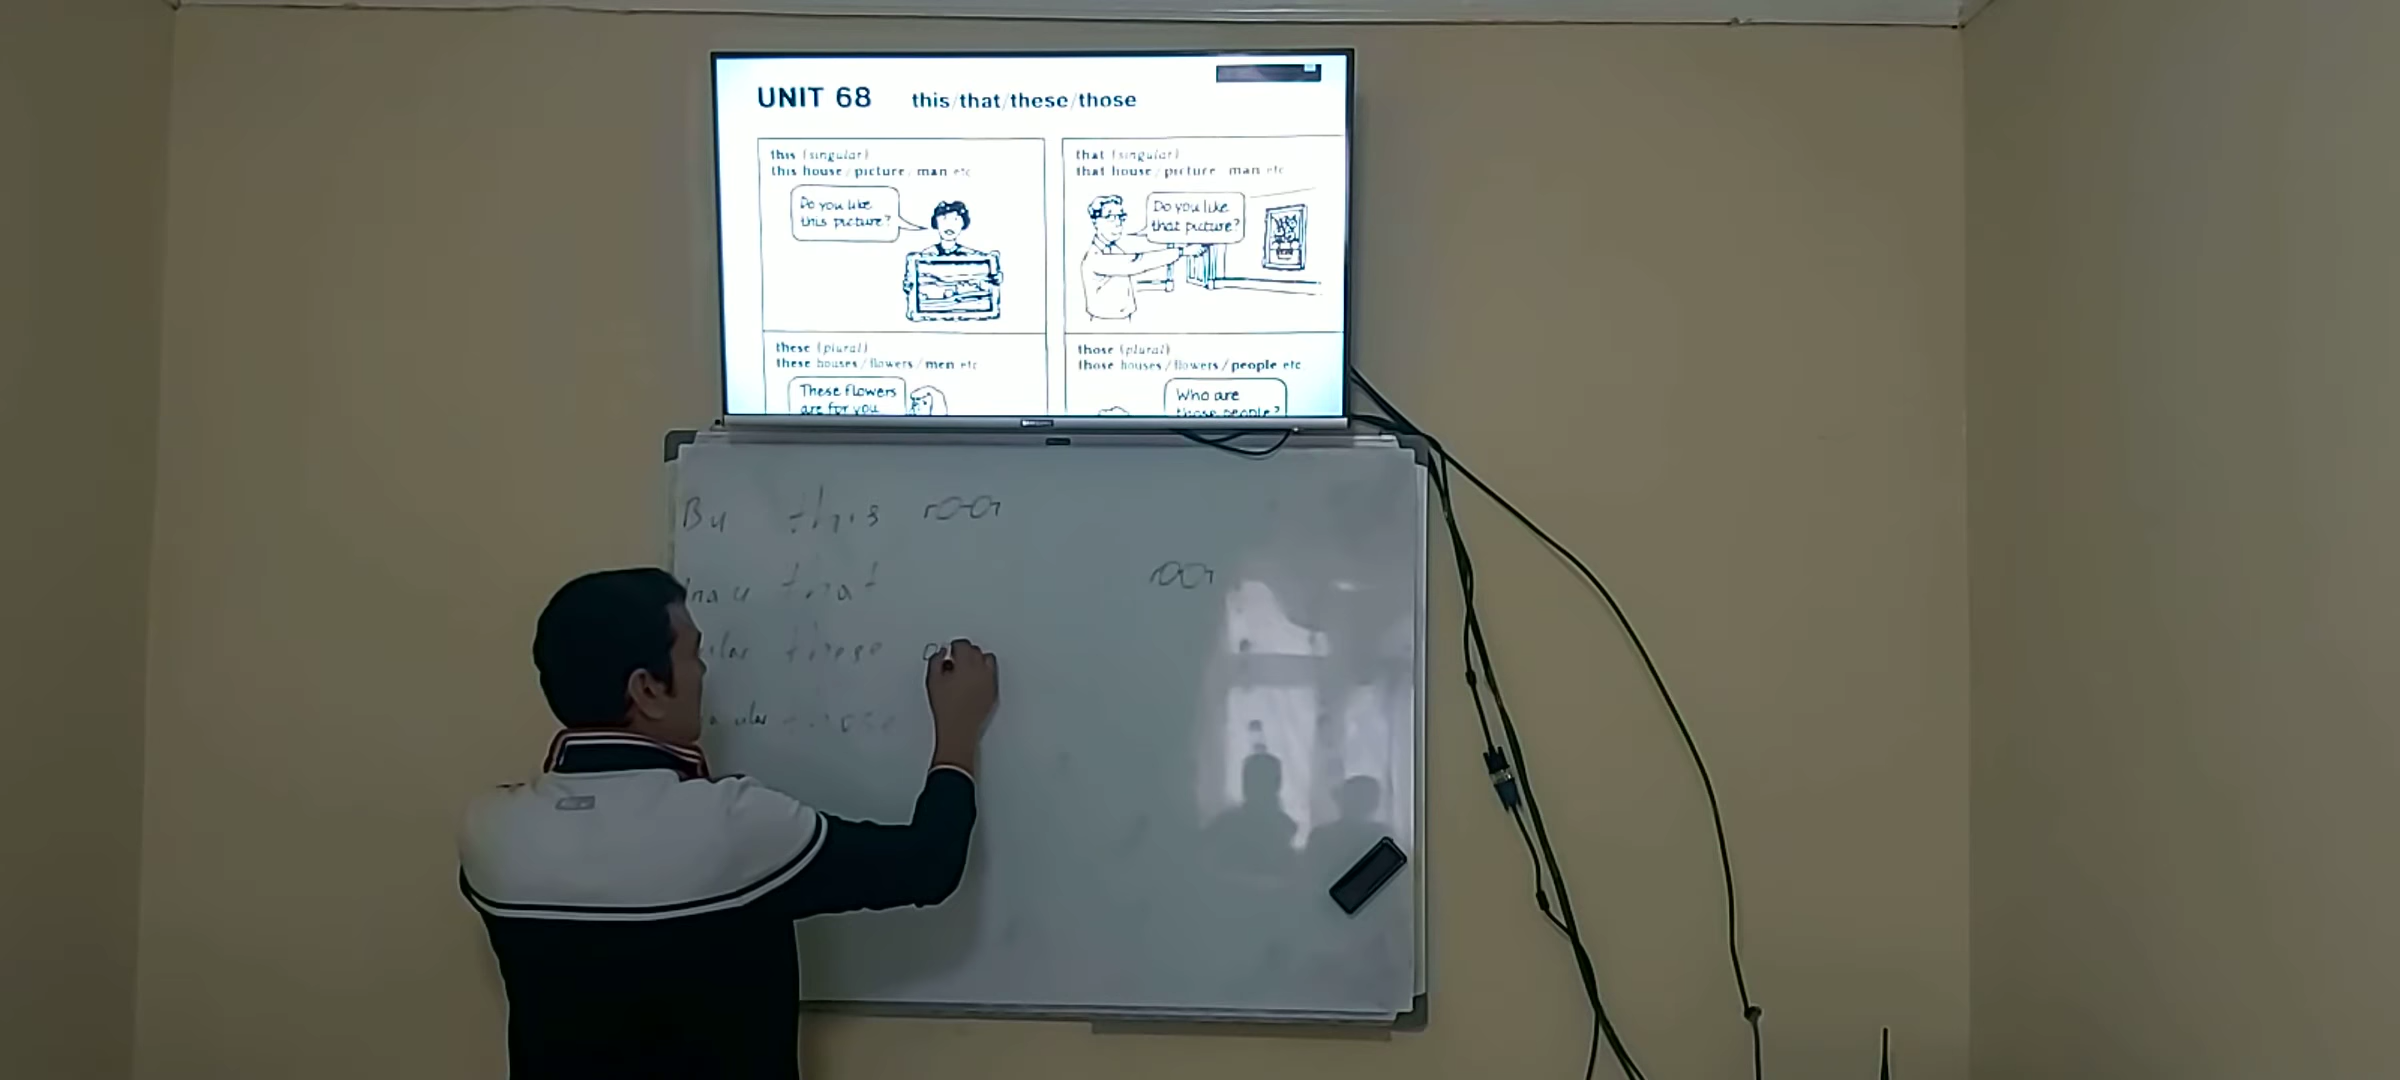 UNIT 68 this/that/these/those
this (singular)
this house/picture/man etc
Do you like
this picture?
that (singular)
that house/picture/man etc
Do you like
that picture?
these (plural)
these houses/flowers/men etc
These flowers
are for you
those (plural)
those houses/flowers/people etc
Who are
those people?
Bu this
that
these
those